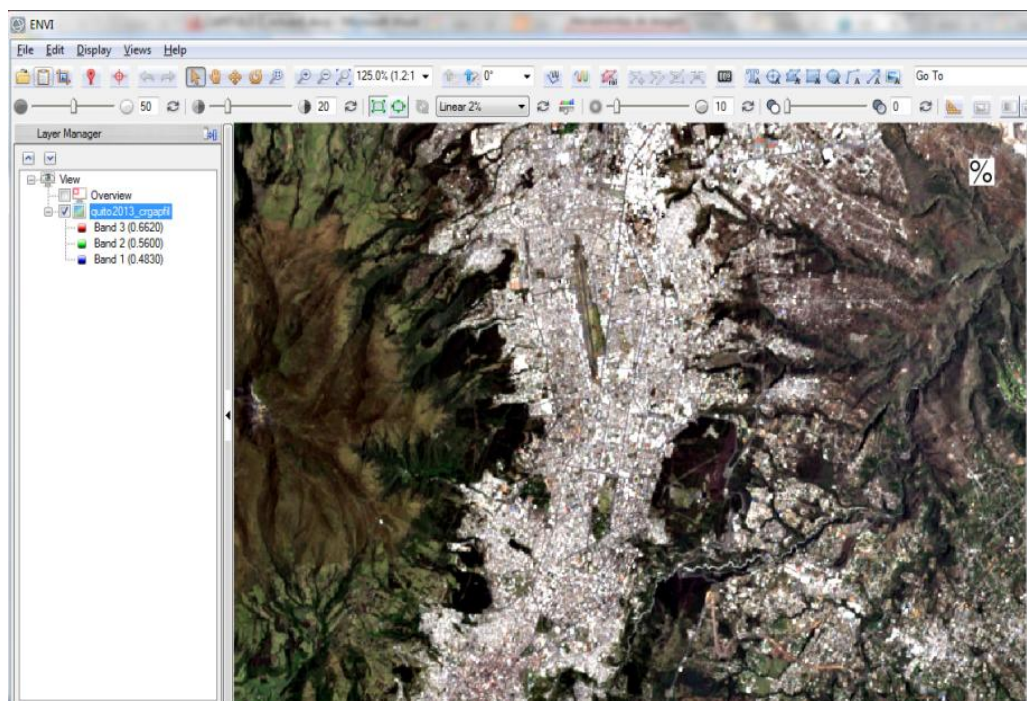 ENVI
File Edit Display Views Help
125.0% (1.2:1 0° Go To
50 20 Linear 2% 10 0
Layer Manager
View
Overview
quito2013_crgapfil
Band 3 (0.6620)
Band 2 (0.5600)
Band 1 (0.4830)
%